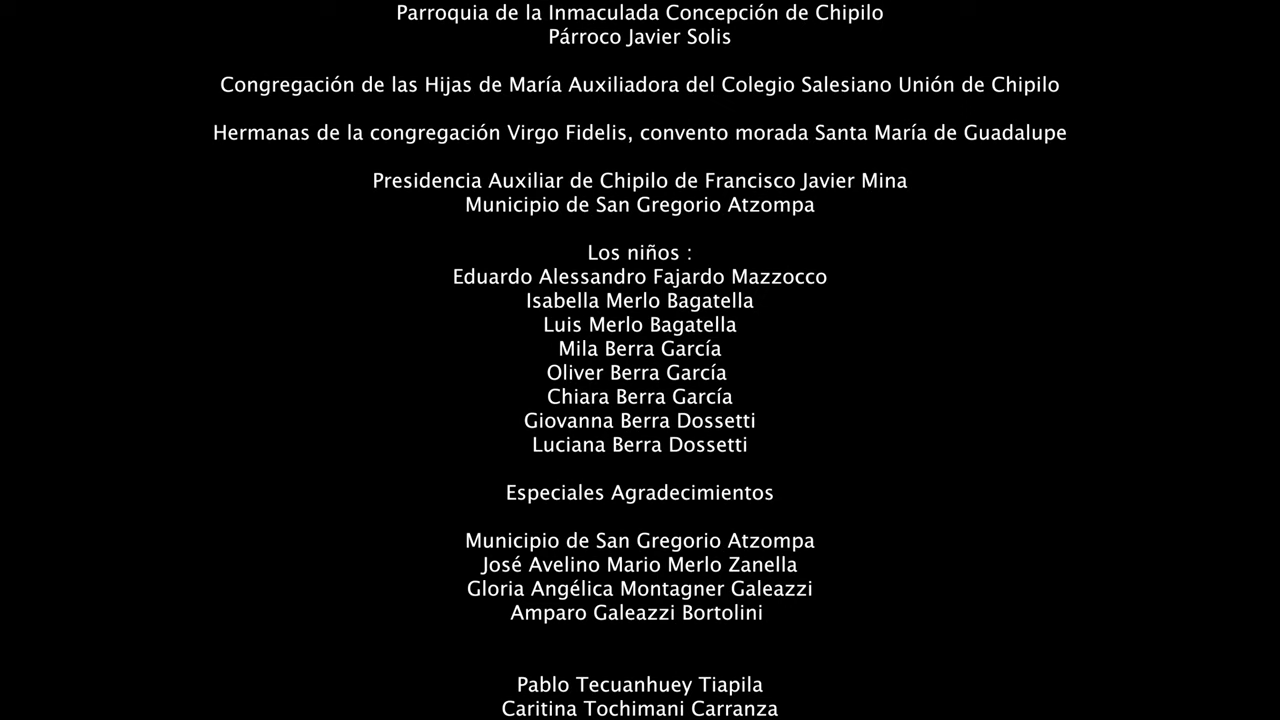 Parroquia de la Inmaculada Concepción de Chipilo
Párroco Javier Solis
Congregación de las Hijas de María Auxiliadora del Colegio Salesiano Unión de Chipilo
Hermanas de la congregación Virgo Fidelis, convento morada Santa María de Guadalupe
Presidencia Auxiliar de Chipilo de Francisco Javier Mina
Municipio de San Gregorio Atzompa
Los niños :
Eduardo Alessandro Fajardo Mazzocco
Isabella Merlo Bagatella
Luis Merlo Bagatella
Mila Berra García
Oliver Berra García
Chiara Berra García
Giovanna Berra Dossetti
Luciana Berra Dossetti
Especiales Agradecimientos
Municipio de San Gregorio Atzompa
José Avelino Mario Merlo Zanella
Gloria Angélica Montagner Galeazzi
Amparo Galeazzi Bortolini
Pablo Tecuanhuey Tiapila
Caritina Tochimani Carranza